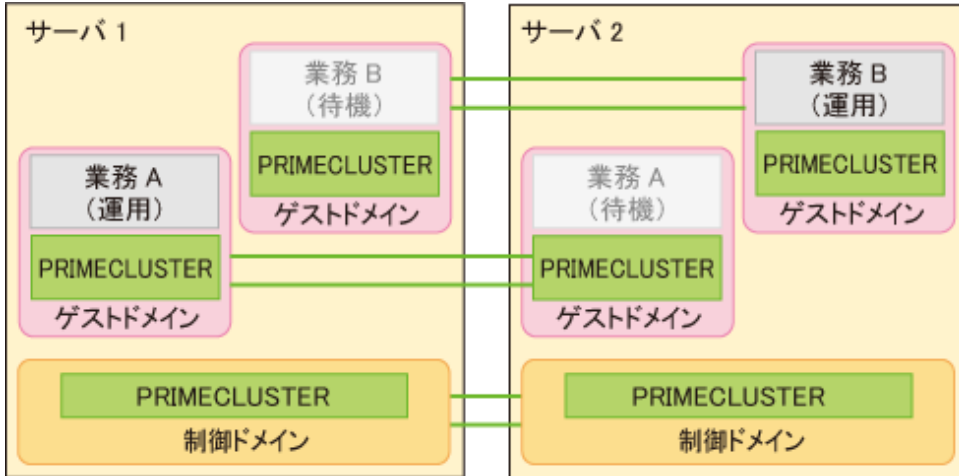 サーバ 1
業務 B
(待機)
PRIMECLUSTER
ゲストドメイン
業務 A
(運用)
PRIMECLUSTER
ゲストドメイン
PRIMECLUSTER
制御ドメイン
サーバ 2
業務 B
(運用)
PRIMECLUSTER
ゲストドメイン
業務 A
(待機)
PRIMECLUSTER
ゲストドメイン
PRIMECLUSTER
制御ドメイン